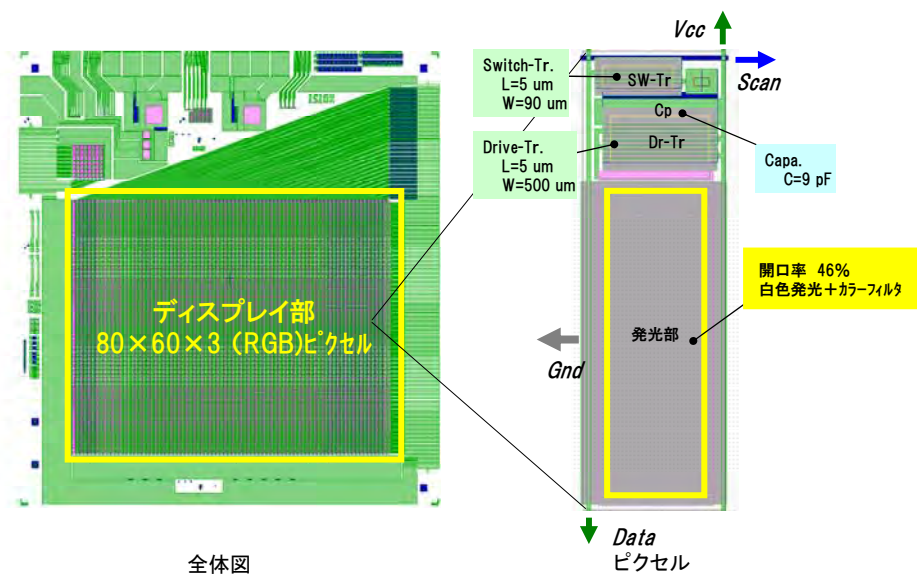 Vcc
Scan
Switch-Tr.
L=5 um
W=90 um
SW-Tr
Cp
Dr-Tr
Drive-Tr.
L=5 um
W=500 um
Capa.
C=9 pF
開口率 46%
白色発光＋カラーフィルタ
ディスプレイ部
80×60×3 (RGB)ピクセル
発光部
Gnd
Data
全体図
ピクセル